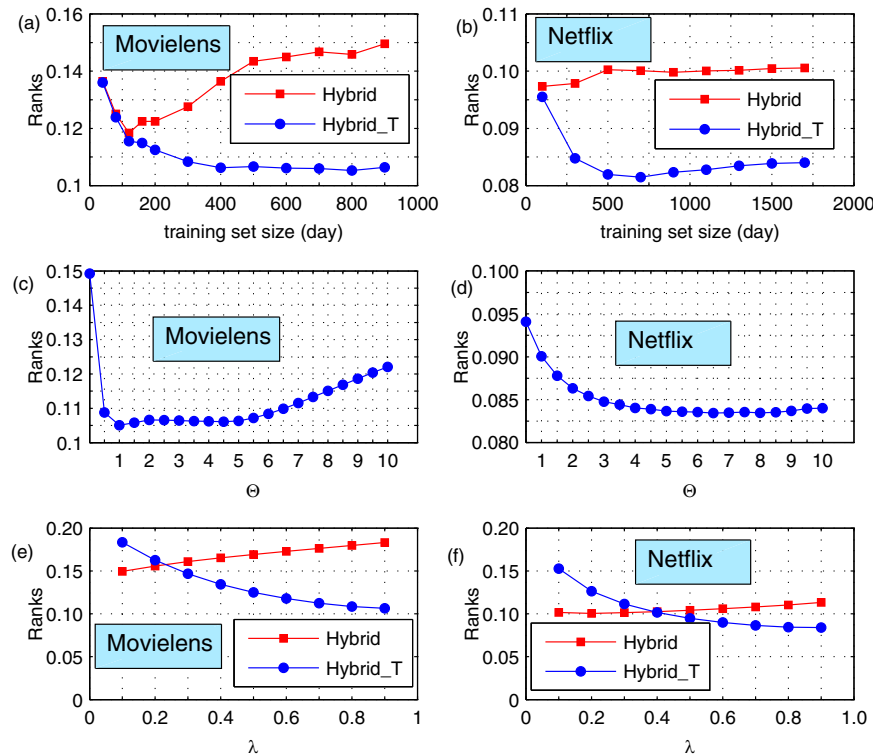 (a)
Movielens
Ranks
0.16
0.14
0.12
0.1
0 200 400 600 800 1000
training set size (day)
Hybrid
Hybrid_T
(b)
Netflix
Ranks
0.11
0.10
0.09
0.08
0 500 1000 1500 2000
training set size (day)
Hybrid
Hybrid_T
(c)
Movielens
Ranks
0.15
0.14
0.13
0.12
0.11
0.1
1 2 3 4 5 6 7 8 9 10
Θ
(d)
Netflix
Ranks
0.100
0.095
0.090
0.085
0.080
1 2 3 4 5 6 7 8 9 10
Θ
(e)
Movielens
Ranks
0.20
0.15
0.10
0.05
0
0 0.2 0.4 0.6 0.8 1
λ
Hybrid
Hybrid_T
(f)
Netflix
Ranks
0.20
0.15
0.10
0.05
0
0 0.2 0.4 0.6 0.8 1.0
λ
Hybrid
Hybrid_T